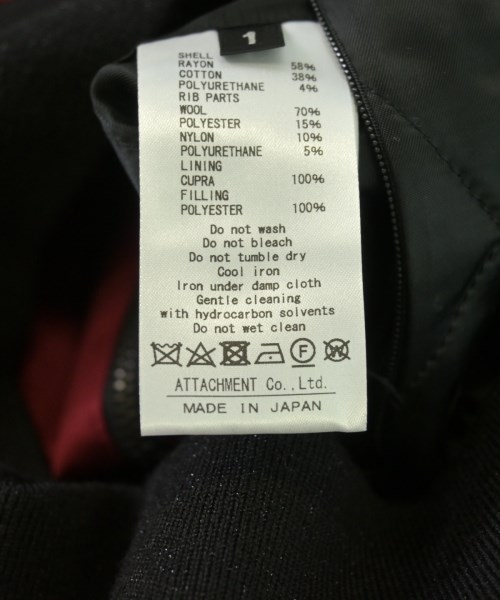 1
SHELL
RAYON 58%
COTTON 38%
POLYURETHANE 4%
RIB PARTS
WOOL 70%
POLYESTER 15%
NYLON 10%
POLYURETHANE 5%
LINING
CUPRA 100%
FILLING
POLYESTER 100%
Do not wash
Do not bleach
Do not tumble dry
Cool iron
Iron under damp cloth
Gentle cleaning
with hydrocarbon solvents
Do not wet clean
F W
ATTACHMENT Co.,Ltd.
MADE IN JAPAN